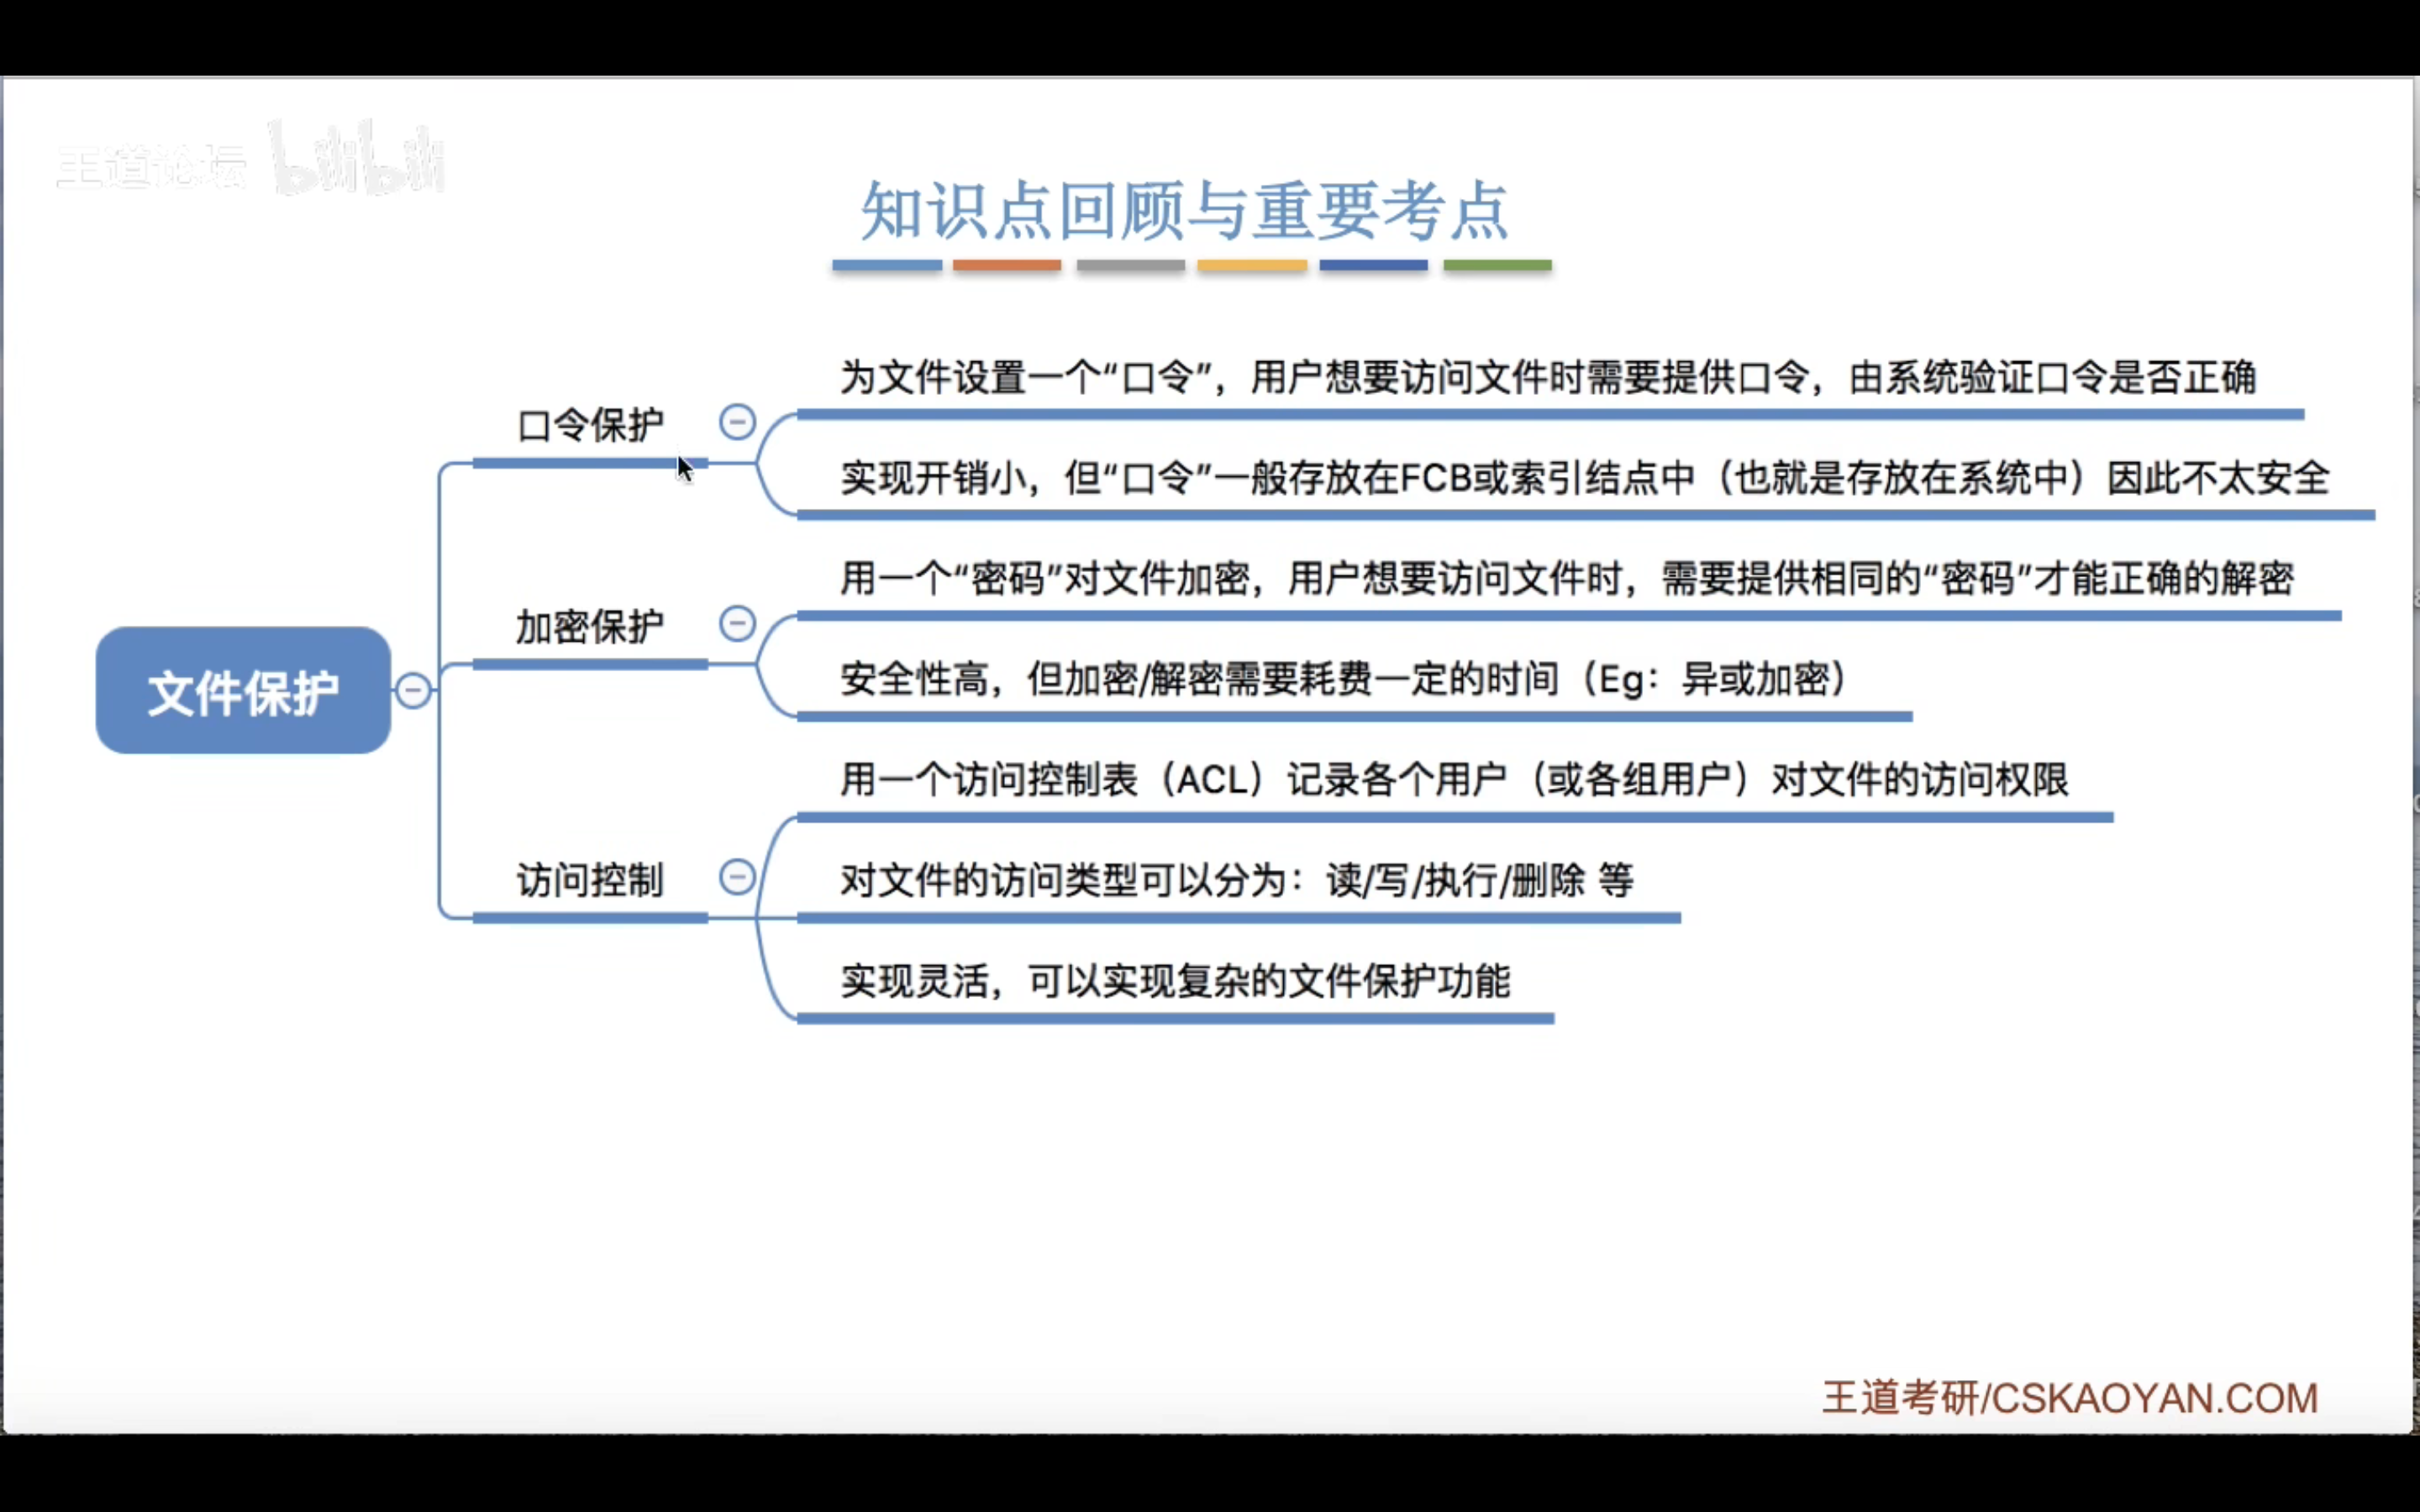 王道论坛 bilibili
知识点回顾与重要考点
文件保护
口令保护
为文件设置一个“口令”，用户想要访问文件时需要提供口令，由系统验证口令是否正确
实现开销小，但“口令”一般存放在FCB或索引结点中（也就是存放在系统中）因此不太安全
加密保护
用一个“密码”对文件加密，用户想要访问文件时，需要提供相同的“密码”才能正确的解密
安全性高，但加密/解密需要耗费一定的时间（Eg：异或加密）
访问控制
用一个访问控制表（ACL）记录各个用户（或各组用户）对文件的访问权限
对文件的访问类型可以分为：读/写/执行/删除 等
实现灵活，可以实现复杂的文件保护功能
王道考研/CSKAOYAN.COM